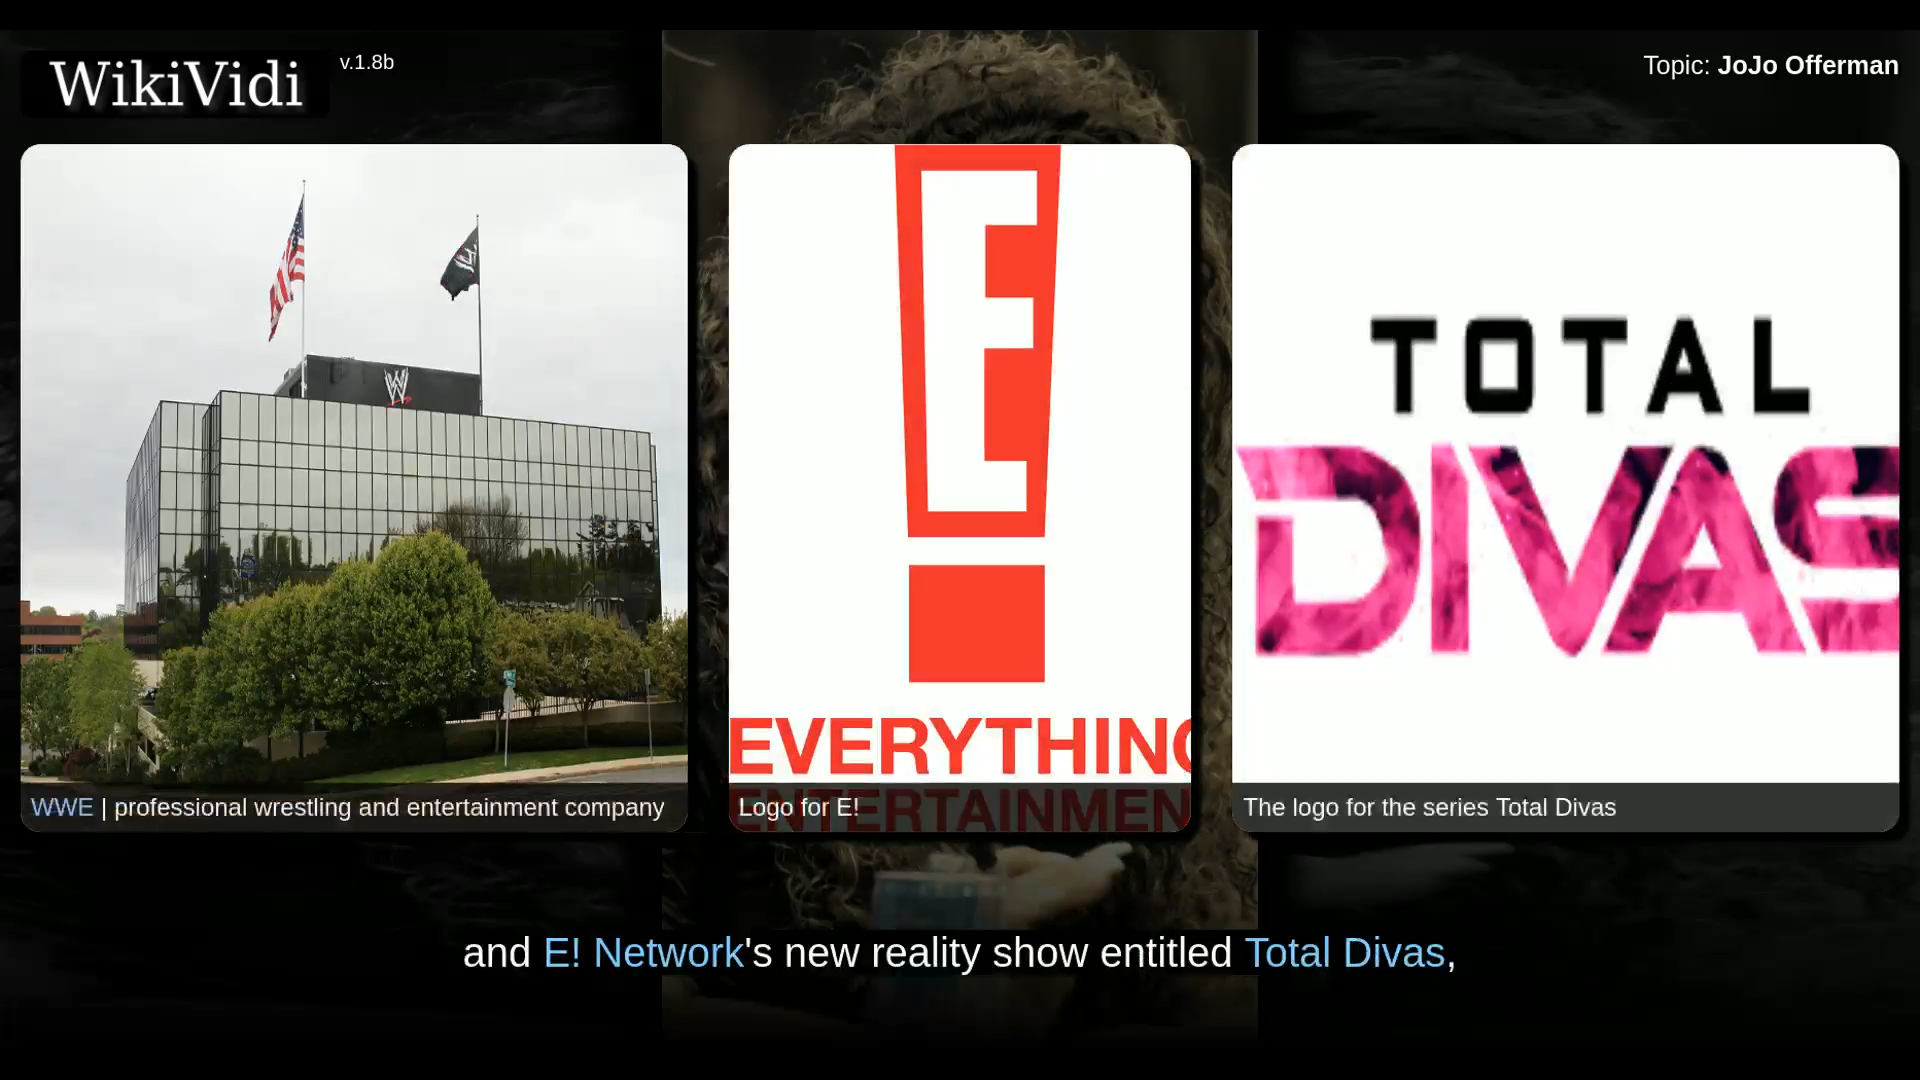 WikiVidi
v.1.8b
Topic: JoJo Offerman
W
E
EVERYTHING
ENTERTAINMEN
TOTAL
DIVAS
WWE | professional wrestling and entertainment company
Logo for E!
The logo for the series Total Divas
and E! Network's new reality show entitled Total Divas,